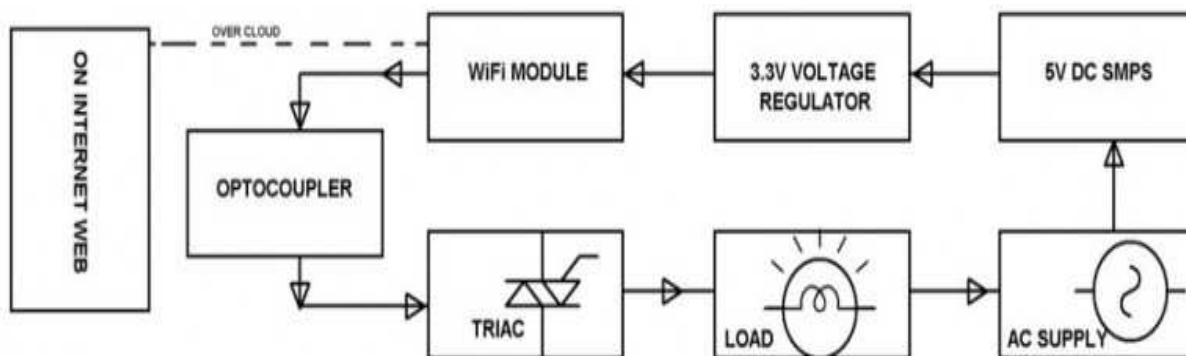 OVER CLOUD
ON INTERNET WEB
WiFi MODULE
3.3V VOLTAGE
REGULATOR
5V DC SMPS
OPTOCOUPLER
TRIAC
LOAD
AC SUPPLY